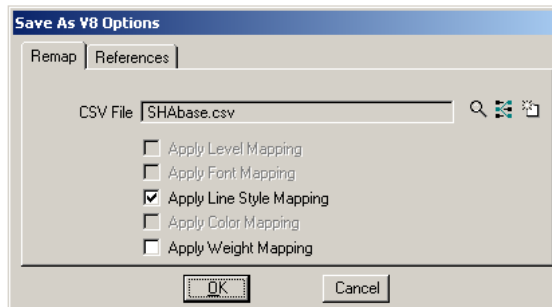 Save As V8 Options
Remap References
CSV File SHAbase.csv
Apply Level Mapping
Apply Font Mapping
Apply Line Style Mapping
Apply Color Mapping
Apply Weight Mapping
OK Cancel